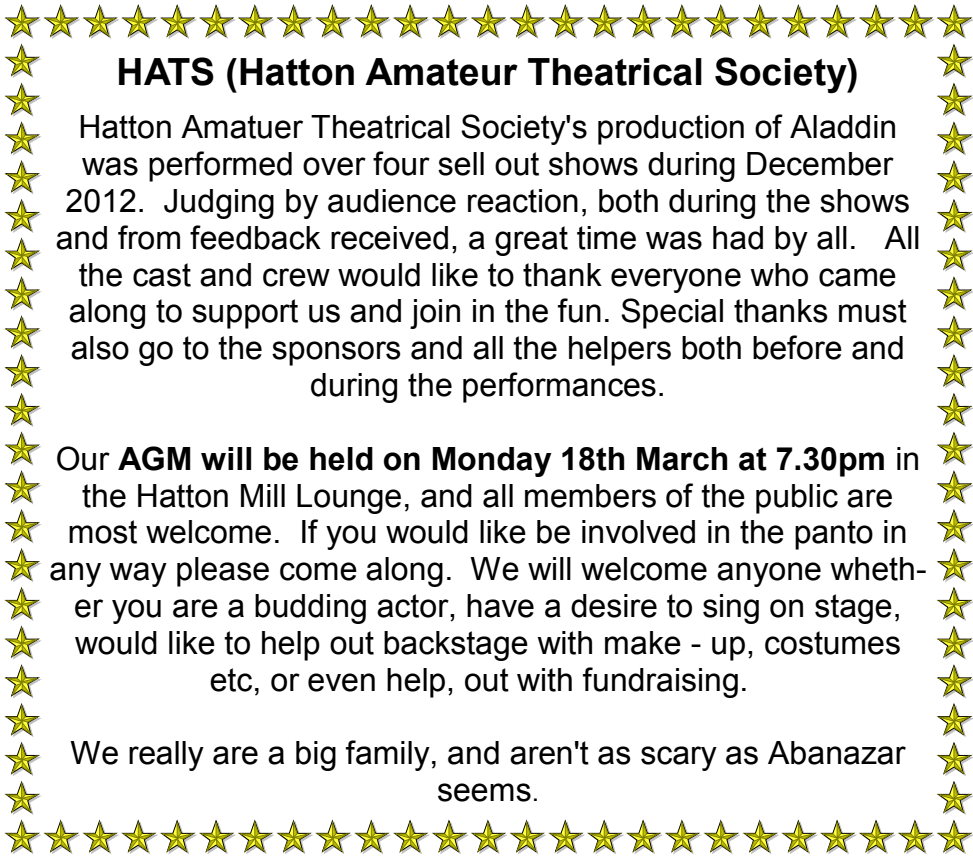 HATS (Hatton Amateur Theatrical Society)
Hatton Amatuer Theatrical Society's production of Aladdin
was performed over four sell out shows during December
2012.  Judging by audience reaction, both during the shows
and from feedback received, a great time was had by all.   All
the cast and crew would like to thank everyone who came
along to support us and join in the fun. Special thanks must
also go to the sponsors and all the helpers both before and
during the performances.
Our AGM will be held on Monday 18th March at 7.30pm in
the Hatton Mill Lounge, and all members of the public are
most welcome.  If you would like be involved in the panto in
any way please come along.  We will welcome anyone wheth-
er you are a budding actor, have a desire to sing on stage,
would like to help out backstage with make - up, costumes
etc, or even help, out with fundraising.
We really are a big family, and aren't as scary as Abanazar
seems.